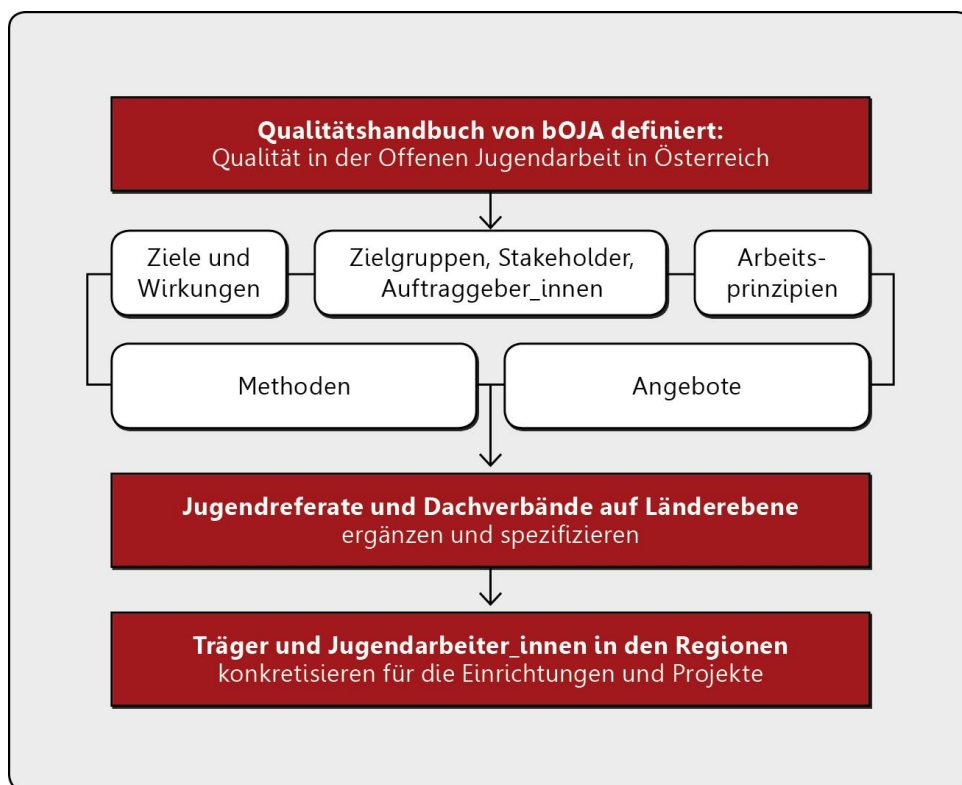 Qualitätshandbuch von bOJA definiert:
Qualität in der Offenen Jugendarbeit in Österreich
Ziele und
Wirkungen
Zielgruppen, Stakeholder,
Auftraggeber_innen
Arbeits-
prinzipien
Methoden
Angebote
Jugendreferate und Dachverbände auf Länderebene
ergänzen und spezifizieren
Träger und Jugendarbeiter_innen in den Regionen
konkretisieren für die Einrichtungen und Projekte